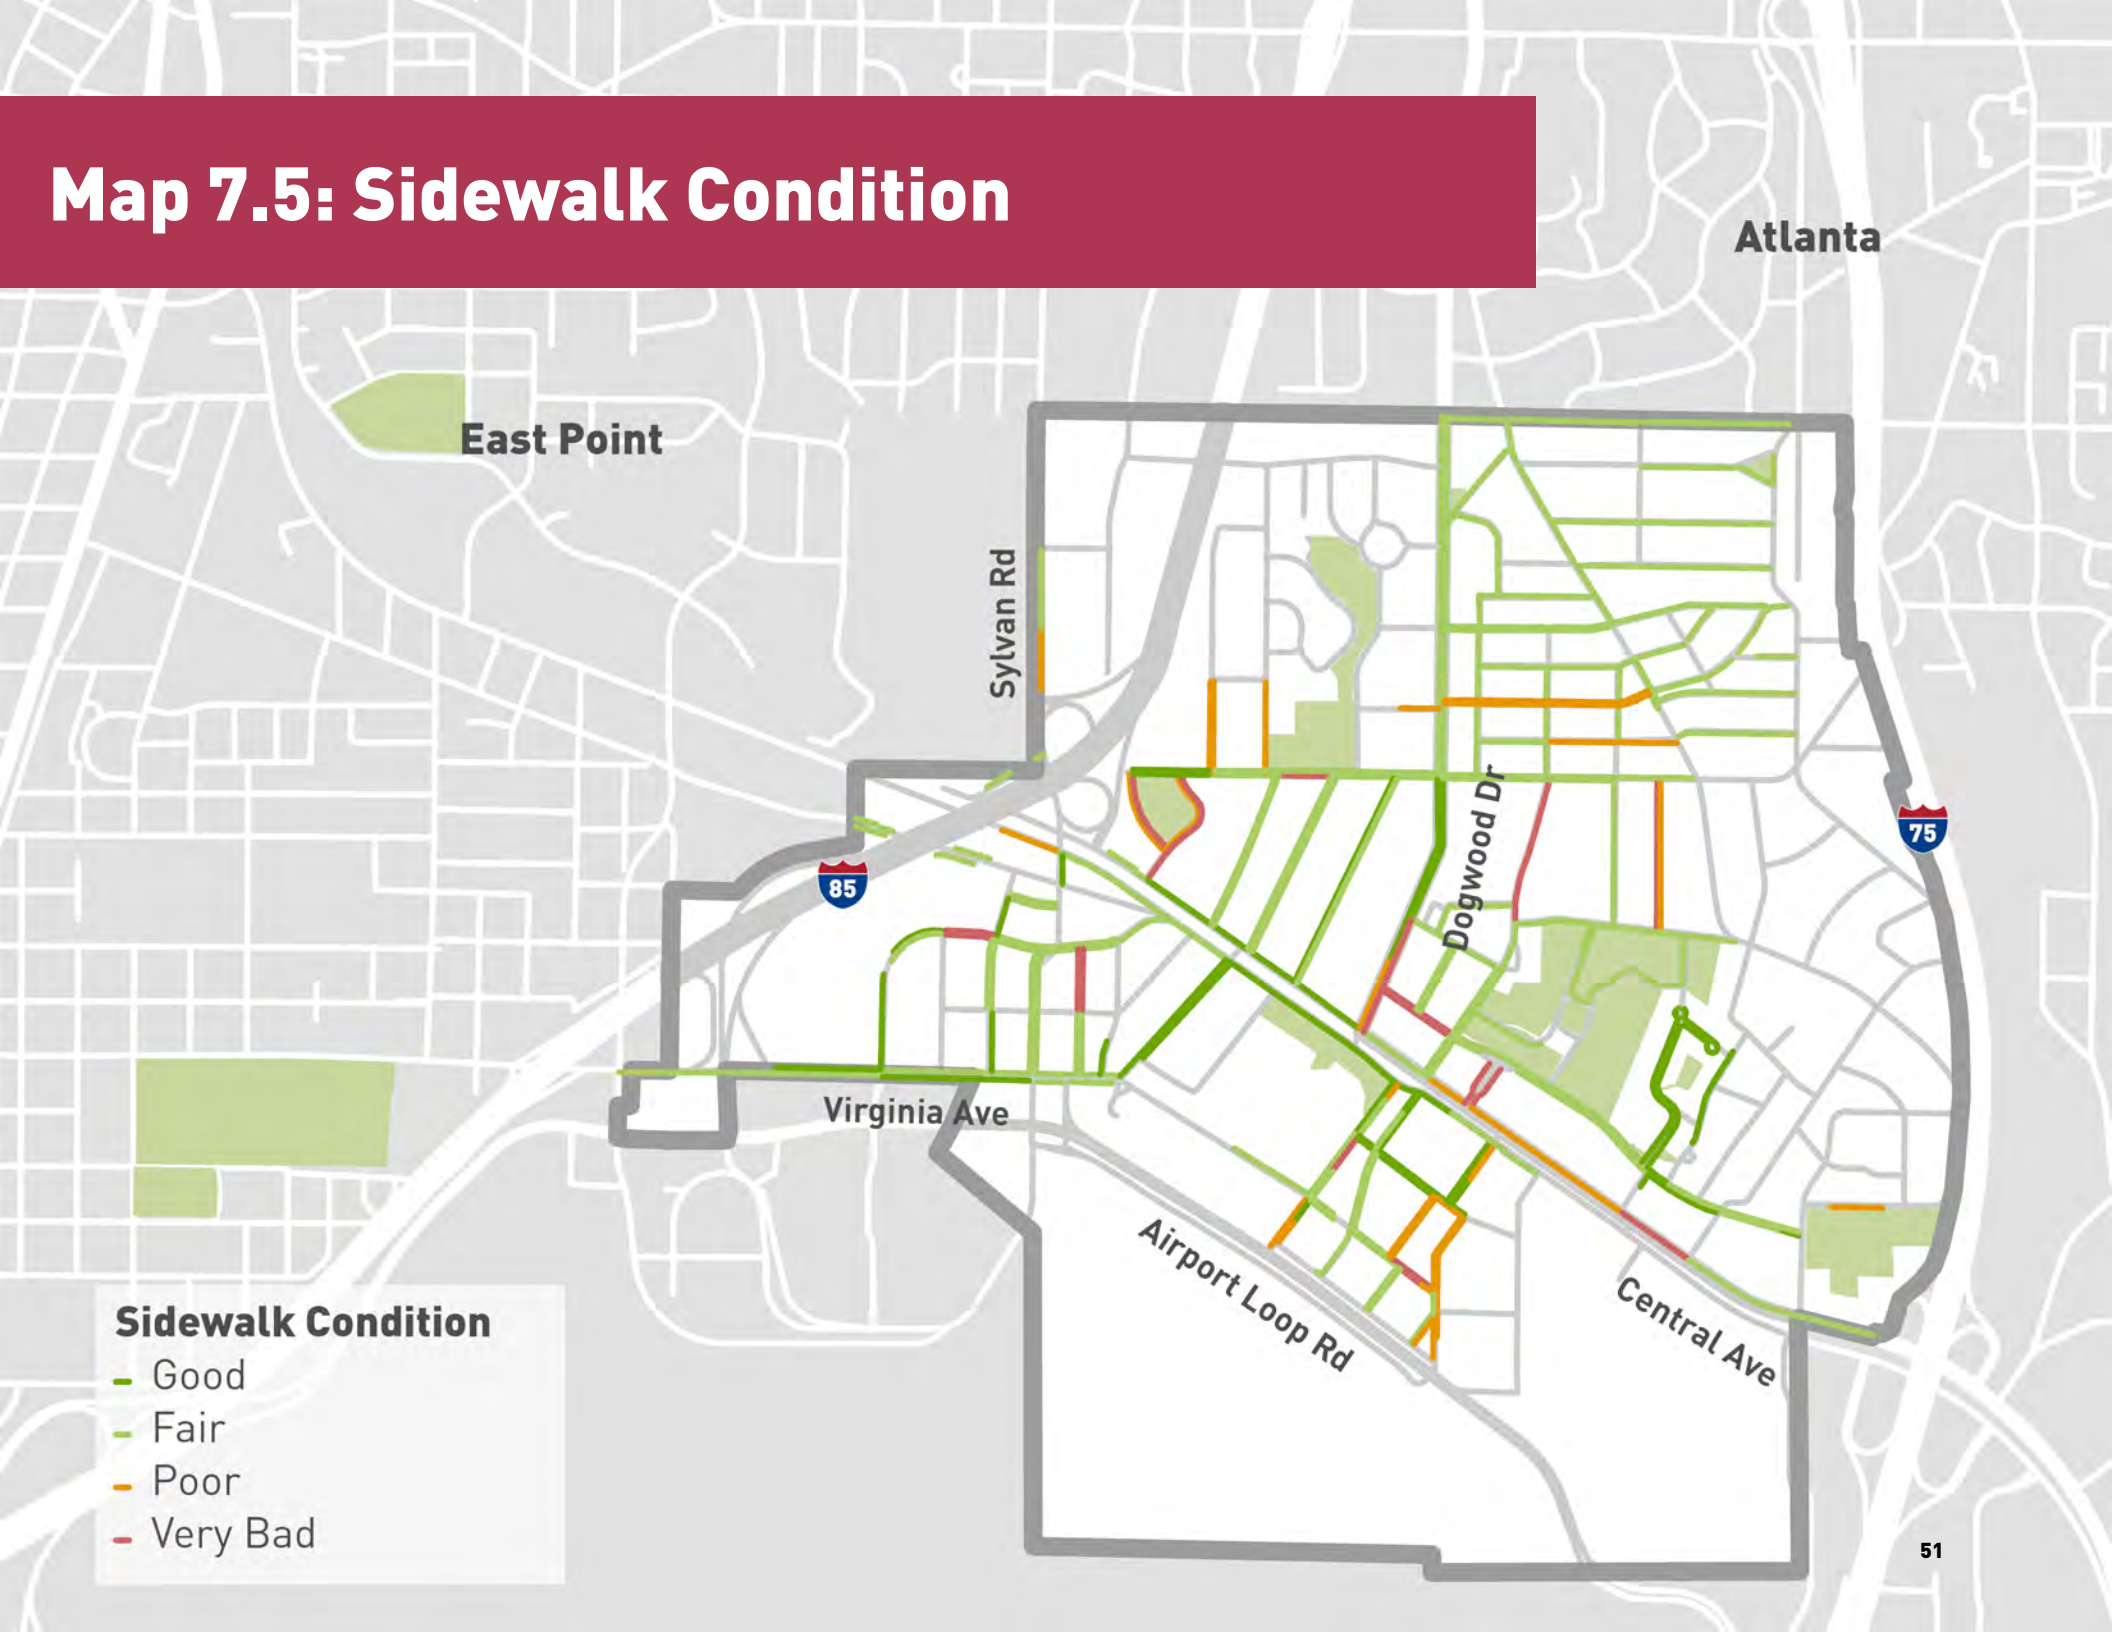 Map 7.5: Sidewalk Condition
Atlanta
East Point
Sylvan Rd
Dogwood Dr
75
85
Virginia Ave
Airport Loop Rd
Central Ave
Sidewalk Condition
Good
Fair
Poor
Very Bad
51